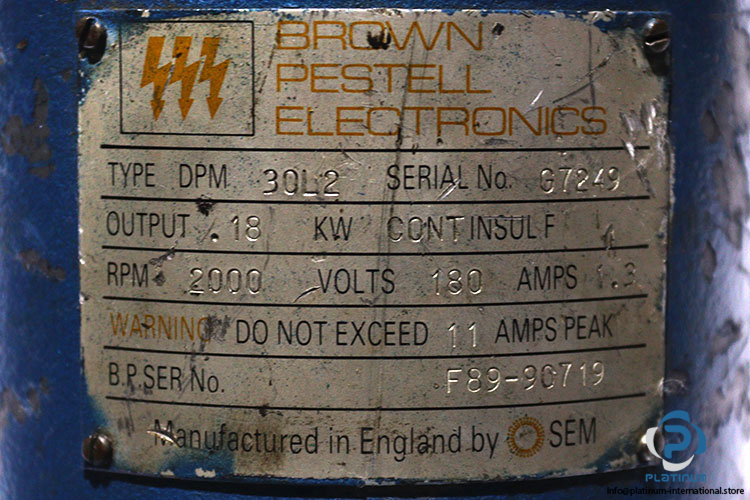 BROWN
PESTELL
ELECTRONICS
TYPE DPM 30L2 SERIAL No. G7249
OUTPUT .18 KW CONT INSUL F
RPM 2000 VOLTS 180 AMPS 1.3
WARNING DO NOT EXCEED 11 AMPS PEAK
B.P. SER No. F89-90719
Manufactured in England by SEM
PLATINUM
info@platinum-international.store